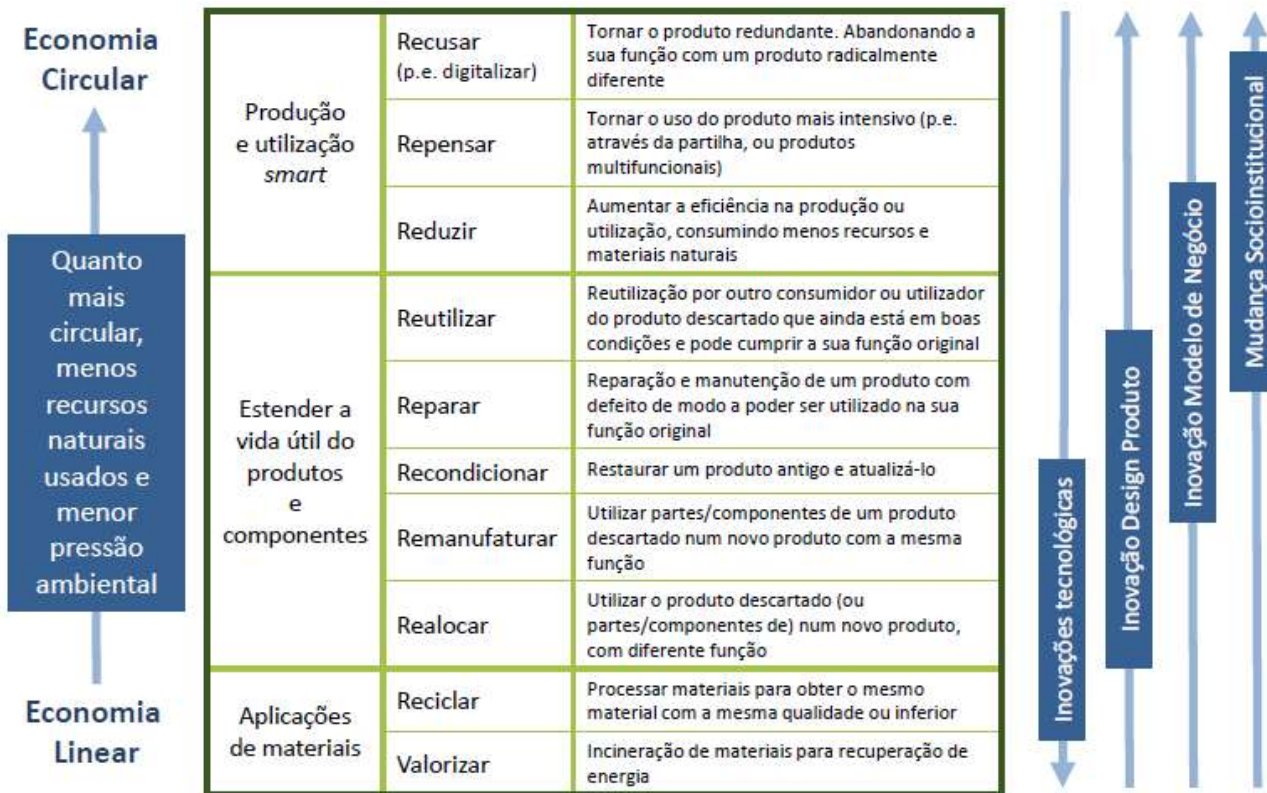 Economia
Circular
Quanto
mais
circular,
menos
recursos
naturais
usados e
menor
pressão
ambiental
Economia
Linear
Produção
e utilização
smart
Recusar
(p.e. digitalizar)
Tornar o produto redundante. Abandonando a
sua função com um produto radicalmente
diferente
Repensar
Tornar o uso do produto mais intensivo (p.e.
através da partilha, ou produtos
multifuncionais)
Reduzir
Aumentar a eficiência na produção ou
utilização, consumindo menos recursos e
materiais naturais
Estender a
vida útil do
produtos
e
componentes
Reutilizar
Reutilização por outro consumidor ou utilizador
do produto descartado que ainda está em boas
condições e pode cumprir a sua função original
Reparar
Reparação e manutenção de um produto com
defeito de modo a poder ser utilizado na sua
função original
Recondicionar
Restaurar um produto antigo e atualizá-lo
Remanufaturar
Utilizar partes/componentes de um produto
descartado num novo produto com a mesma
função
Realocar
Utilizar o produto descartado (ou
partes/componentes de) num novo produto,
com diferente função
Aplicações
de materiais
Reciclar
Processar materiais para obter o mesmo
material com a mesma qualidade ou inferior
Valorizar
Incineração de materiais para recuperação de
energia
Inovações tecnológicas
Inovação Design Produto
Inovação Modelo de Negócio
Mudança Socioinstitucional